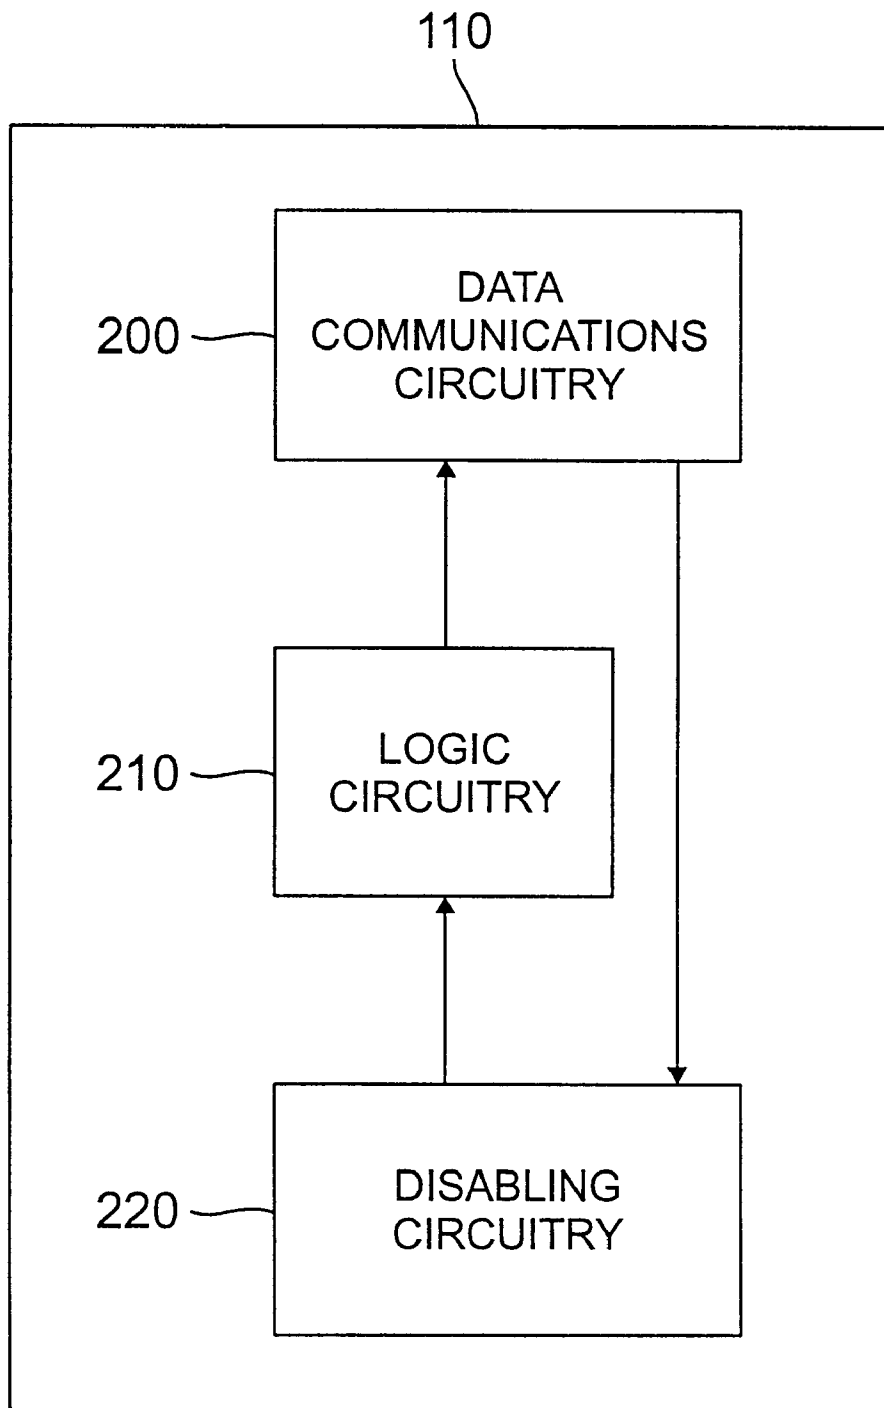 110
200
DATA
COMMUNICATIONS
CIRCUITRY
210
LOGIC
CIRCUITRY
220
DISABLING
CIRCUITRY